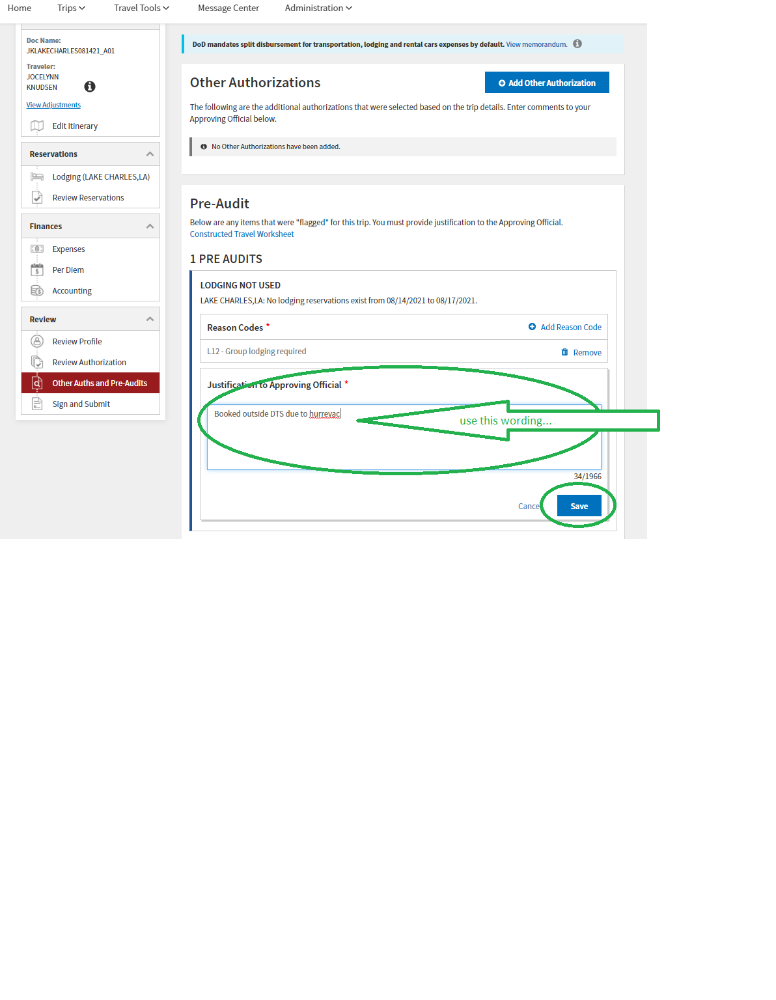 Home Trips Travel Tools Message Center Administration
Doc Name:
JKLAKECHARLES081421_A01
Traveler:
JOCELYNN
KNUDSEN
View Adjustments
Edit Itinerary
Reservations
Lodging (LAKE CHARLES,LA)
Review Reservations
Finances
Expenses
Per Diem
Accounting
Review
Review Profile
Review Authorization
Other Auths and Pre-Audits
Sign and Submit
DoD mandates split disbursement for transportation, lodging and rental cars expenses by default. View memorandum.
Other Authorizations
Add Other Authorization
The following are the additional authorizations that were selected based on the trip details. Enter comments to your
Approving Official below.
No Other Authorizations have been added.
Pre-Audit
Below are any items that were "flagged" for this trip. You must provide justification to the Approving Official.
Constructed Travel Worksheet
1 PRE AUDITS
LODGING NOT USED
LAKE CHARLES,LA: No lodging reservations exist from 08/14/2021 to 08/17/2021.
Reason Codes *
Add Reason Code
L12 - Group lodging required
Remove
Justification to Approving Official *
Booked outside DTS due to hurrevac
use this wording...
34/1966
Cance
Save